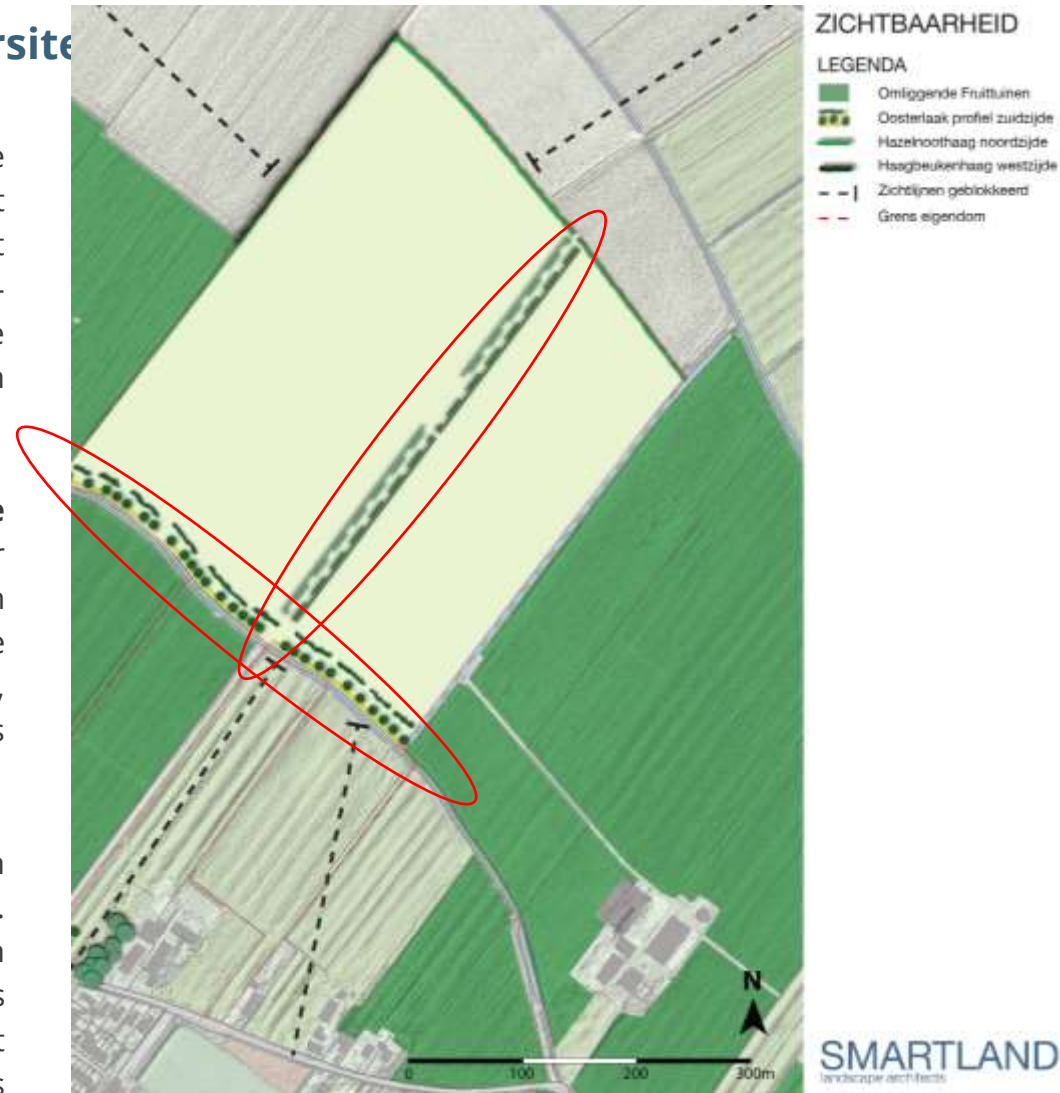 rsite
e
t
t
-
e
n
e
r
n
e
,
s
n
.
n
s
t
s
ZICHTBAARHEID
LEGENDA
Omliggende Fruittuinen
Oosterlaak profiel zuidzijde
Hazelnoothaag noordzijde
Haagbeukenhaag westzijde
Zichtlijnen geblokkeerd
Grens eigendom
N
0 100 200 300m
SMARTLAND
landscape architects